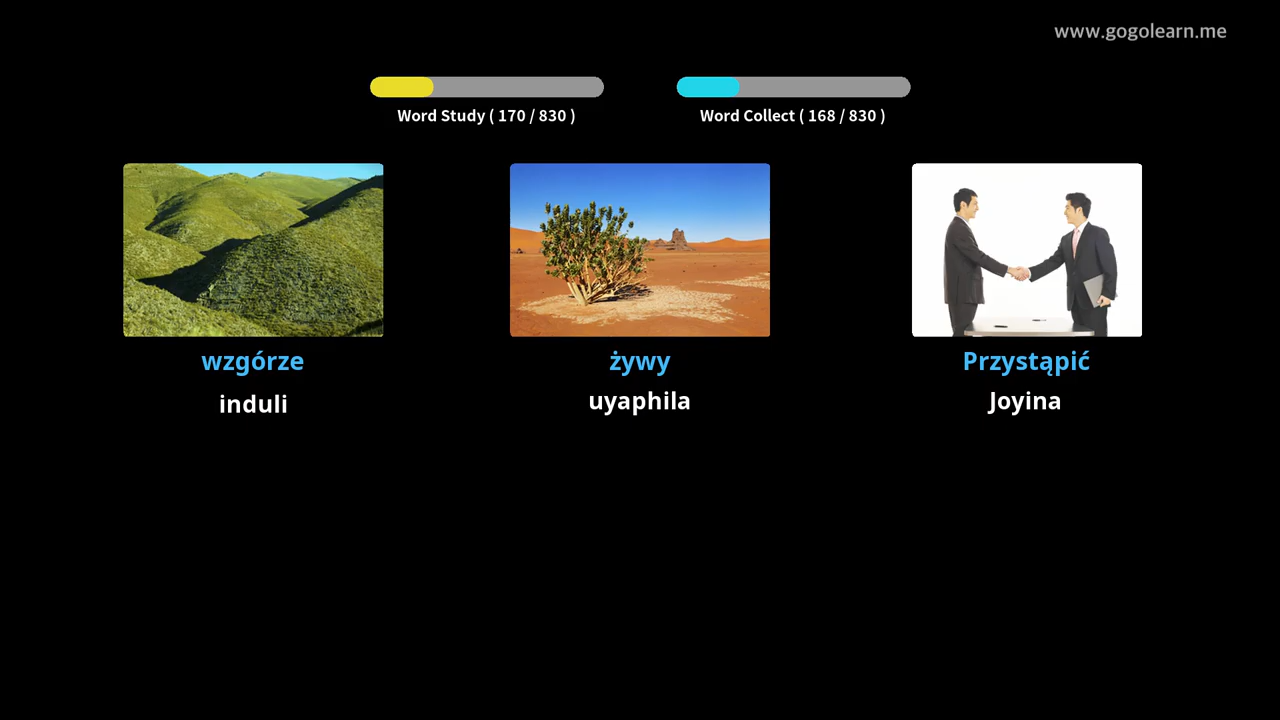 www.gogolearn.me
Word Study ( 170 / 830 )
Word Collect ( 168 / 830 )
wzgórze
induli
żywy
uyaphila
Przystąpić
Joyina